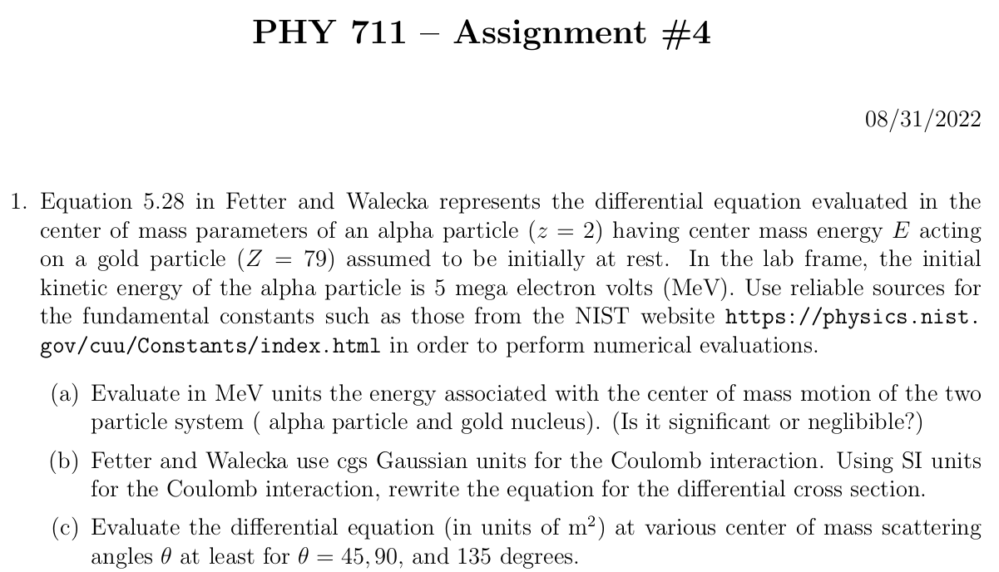 PHY 711 – Assignment #4
08/31/2022
1. Equation 5.28 in Fetter and Walecka represents the differential equation evaluated in the
center of mass parameters of an alpha particle (z = 2) having center mass energy E acting
on a gold particle (Z = 79) assumed to be initially at rest. In the lab frame, the initial
kinetic energy of the alpha particle is 5 mega electron volts (MeV). Use reliable sources for
the fundamental constants such as those from the NIST website https://physics.nist.
gov/cuu/Constants/index.html in order to perform numerical evaluations.
(a) Evaluate in MeV units the energy associated with the center of mass motion of the two
particle system ( alpha particle and gold nucleus). (Is it significant or neglibible?)
(b) Fetter and Walecka use cgs Gaussian units for the Coulomb interaction. Using SI units
for the Coulomb interaction, rewrite the equation for the differential cross section.
(c) Evaluate the differential equation (in units of m²) at various center of mass scattering
angles θ at least for θ = 45, 90, and 135 degrees.